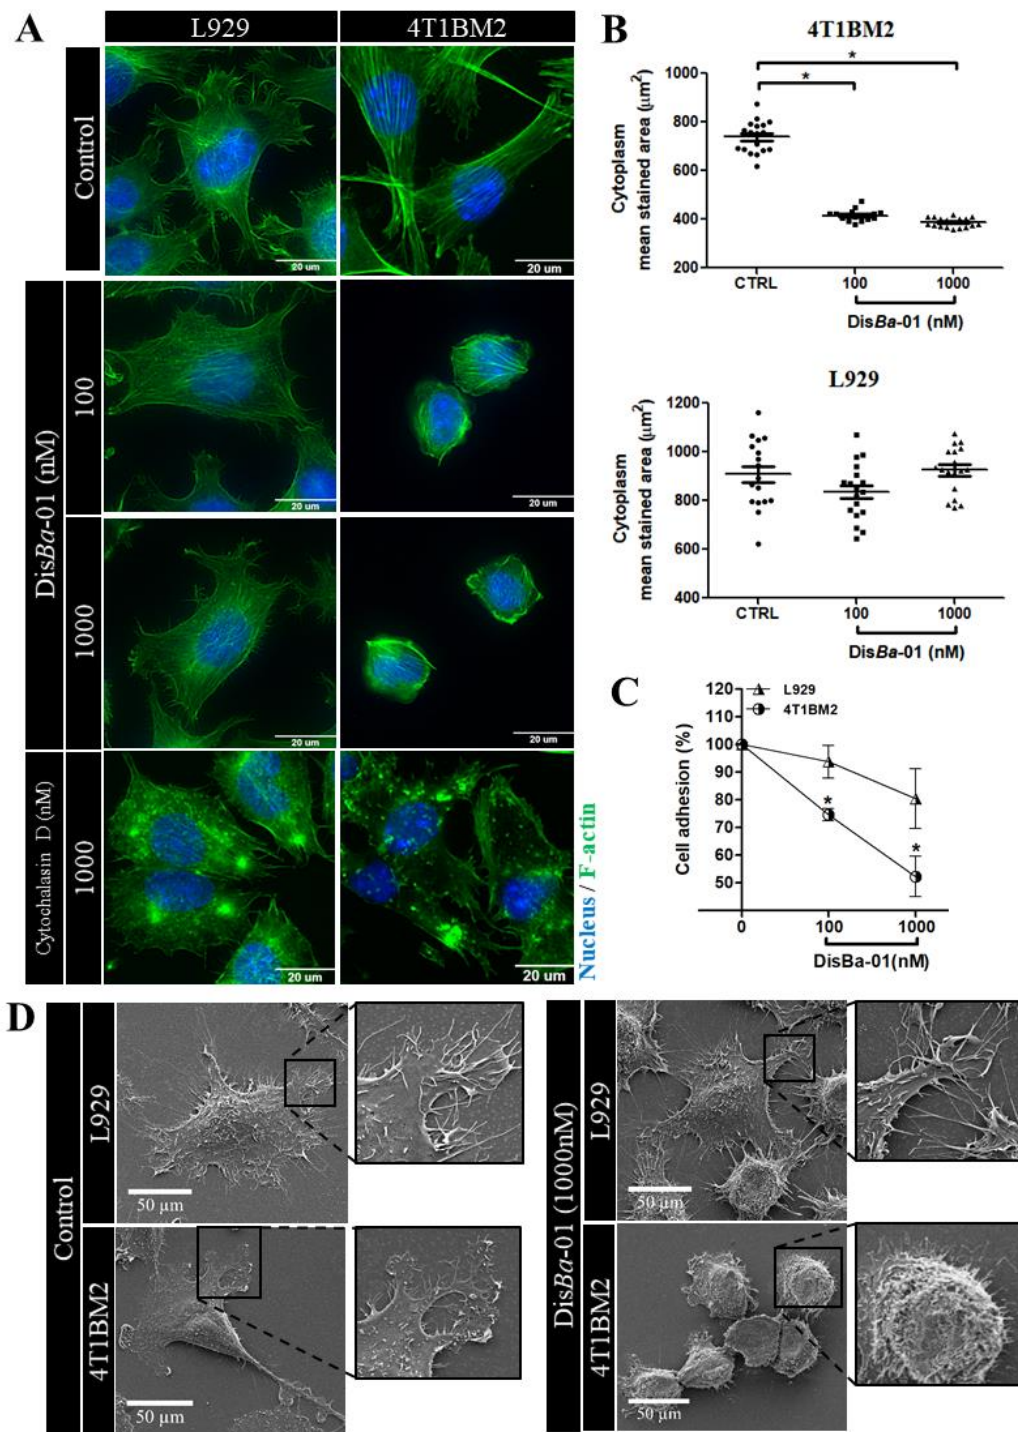 A
L929
4T1BM2
Control
20 um
20 um
DisBa-01 (nM)
100
20 um
20 um
1000
20 um
20 um
Cytochalasin D (nM)
1000
20 um
20 um
Nucleus / F-actin
B
4T1BM2
Cytoplasm
mean stained area (μm²)
1000
800
600
400
200
*
*
CTRL
100
1000
DisBa-01 (nM)
L929
Cytoplasm
mean stained area (μm²)
1200
1000
800
600
400
CTRL
100
1000
DisBa-01 (nM)
C
L929
4T1BM2
Cell adhesion (%)
120
110
100
90
80
70
60
50
*
*
0
100
1000
DisBa-01(nM)
D
Control
L929
50 µm
4T1BM2
50 µm
DisBa-01 (1000nM)
L929
50 µm
4T1BM2
50 µm